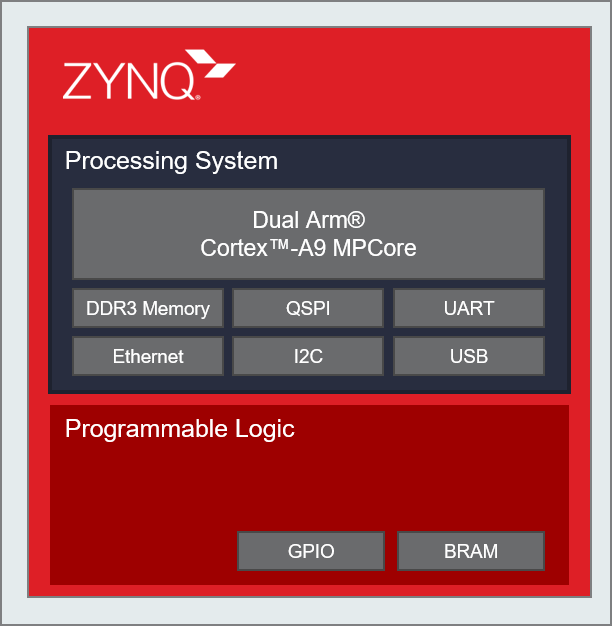 ZYNQ®
Processing System
Dual Arm®
Cortex™-A9 MPCore
DDR3 Memory
QSPI
UART
Ethernet
I2C
USB
Programmable Logic
GPIO
BRAM